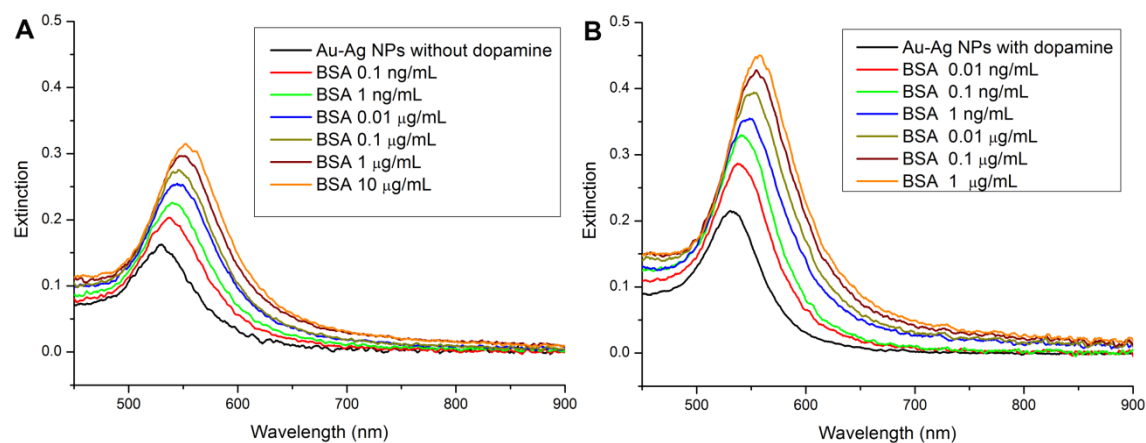 A
0.5
0.4
0.3
0.2
0.1
0.0
Extinction
500
600
700
800
900
Wavelength (nm)
Au-Ag NPs without dopamine
BSA 0.1 ng/mL
BSA 1 ng/mL
BSA 0.01 μg/mL
BSA 0.1 μg/mL
BSA 1 μg/mL
BSA 10 μg/mL
B
0.5
0.4
0.3
0.2
0.1
0.0
Extinction
500
600
700
800
900
Wavelength (nm)
Au-Ag NPs with dopamine
BSA 0.01 ng/mL
BSA 0.1 ng/mL
BSA 1 ng/mL
BSA 0.01 μg/mL
BSA 0.1 μg/mL
BSA 1 μg/mL